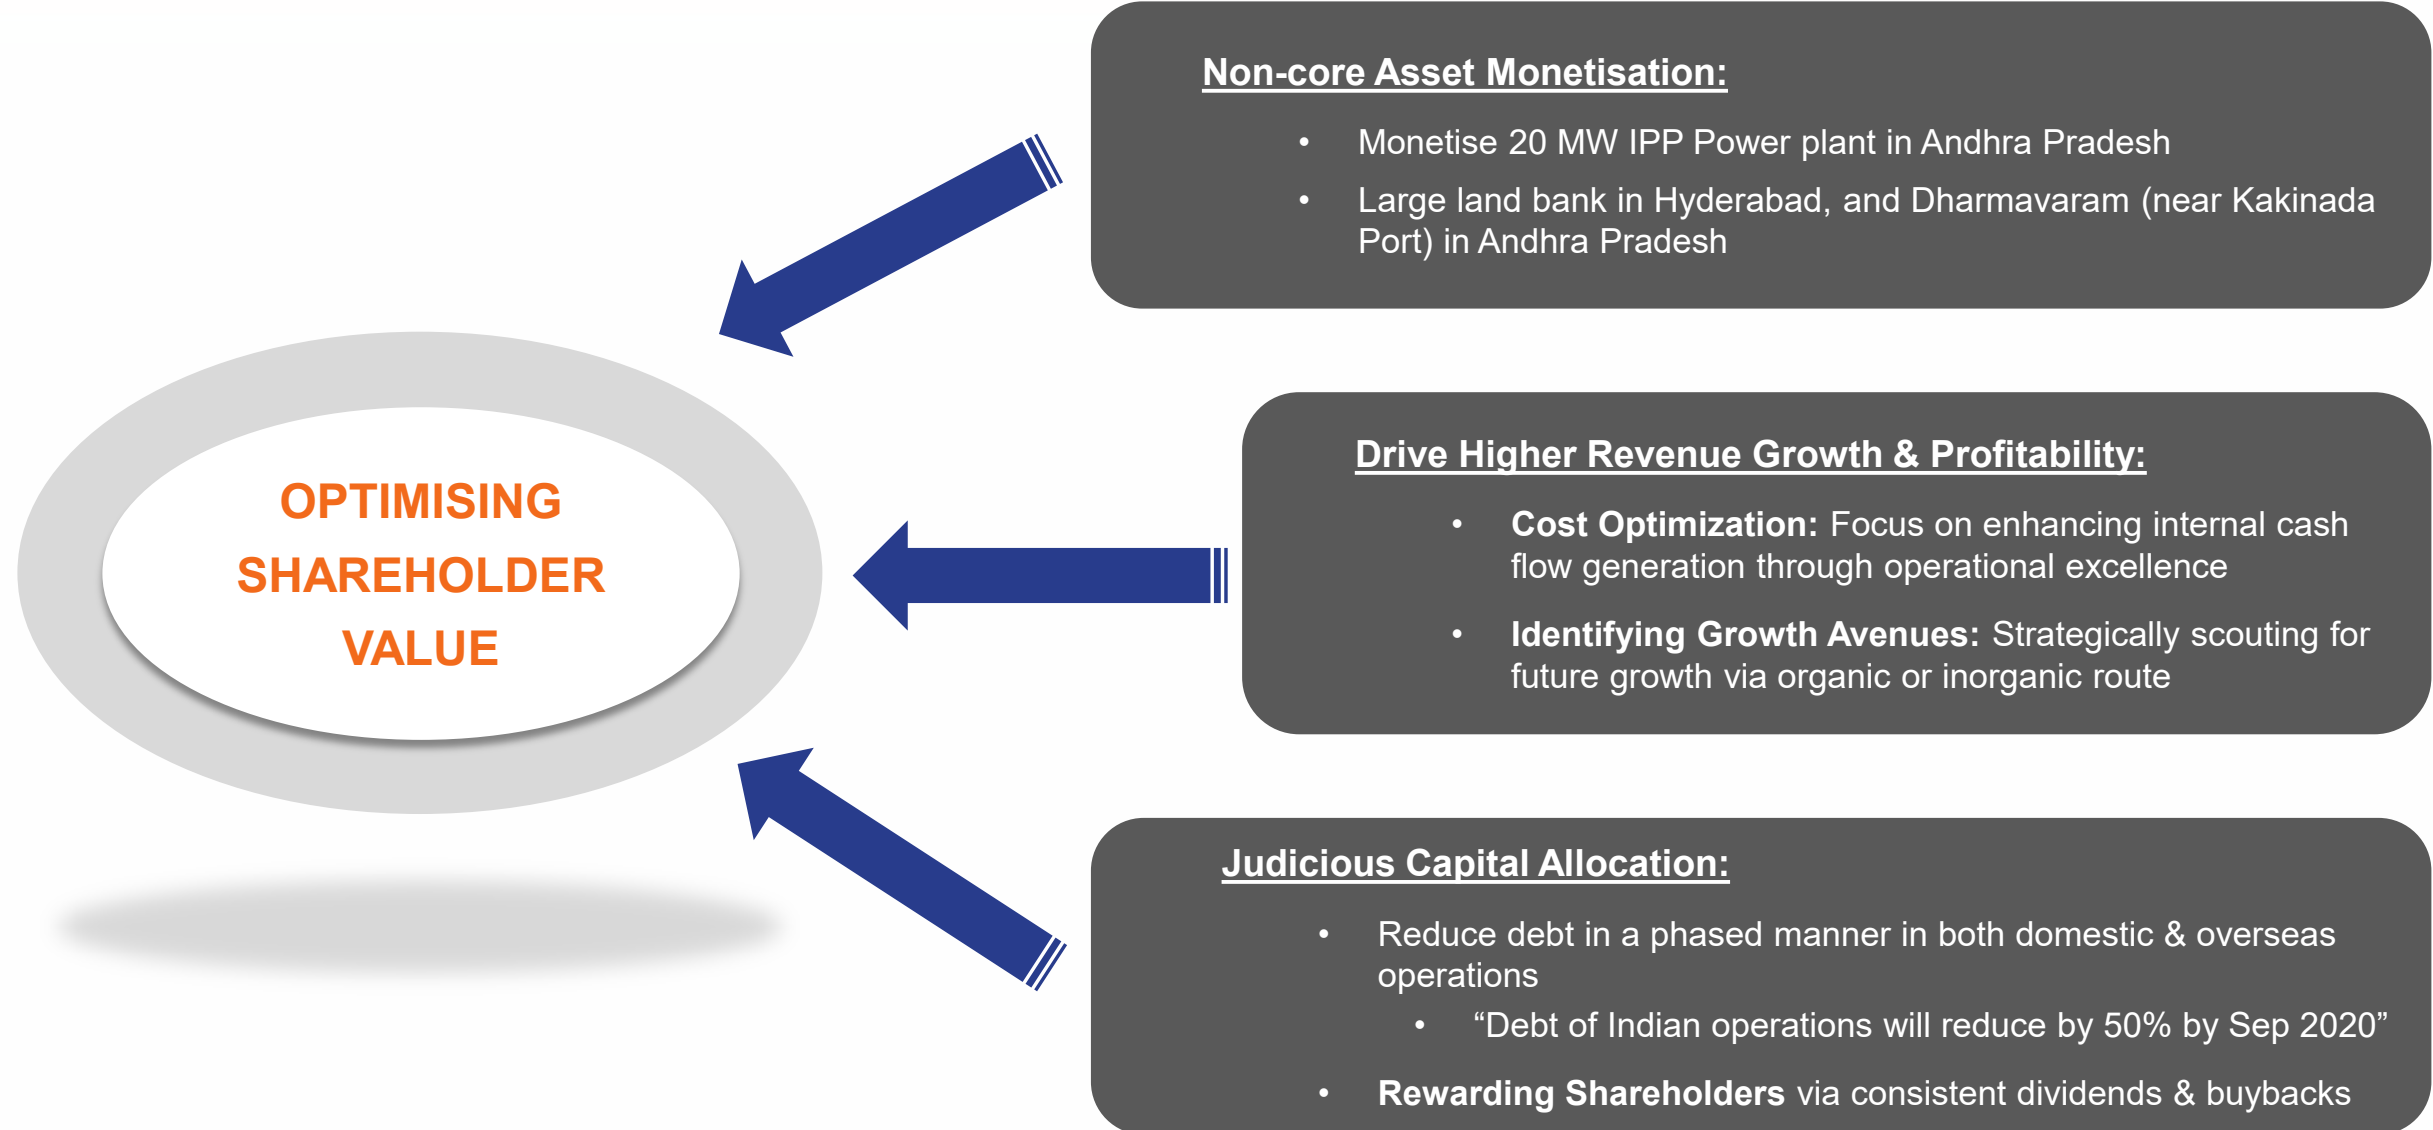 OPTIMISING
SHAREHOLDER
VALUE
Non-core Asset Monetisation:
• Monetise 20 MW IPP Power plant in Andhra Pradesh
• Large land bank in Hyderabad, and Dharmavaram (near Kakinada
Port) in Andhra Pradesh
Drive Higher Revenue Growth & Profitability:
• Cost Optimization: Focus on enhancing internal cash
flow generation through operational excellence
• Identifying Growth Avenues: Strategically scouting for
future growth via organic or inorganic route
Judicious Capital Allocation:
• Reduce debt in a phased manner in both domestic & overseas
operations
• “Debt of Indian operations will reduce by 50% by Sep 2020”
• Rewarding Shareholders via consistent dividends & buybacks